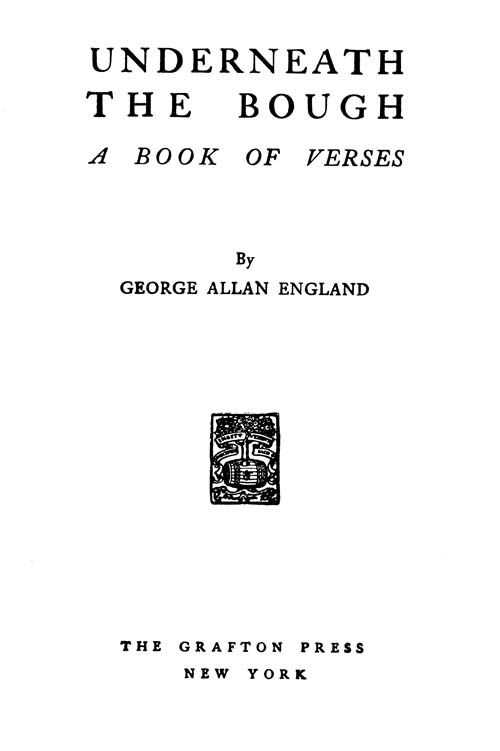 UNDERNEATH
THE BOUGH
A BOOK OF VERSES
By
GEORGE ALLAN ENGLAND
THE GRAFTON PRESS
NEW YORK